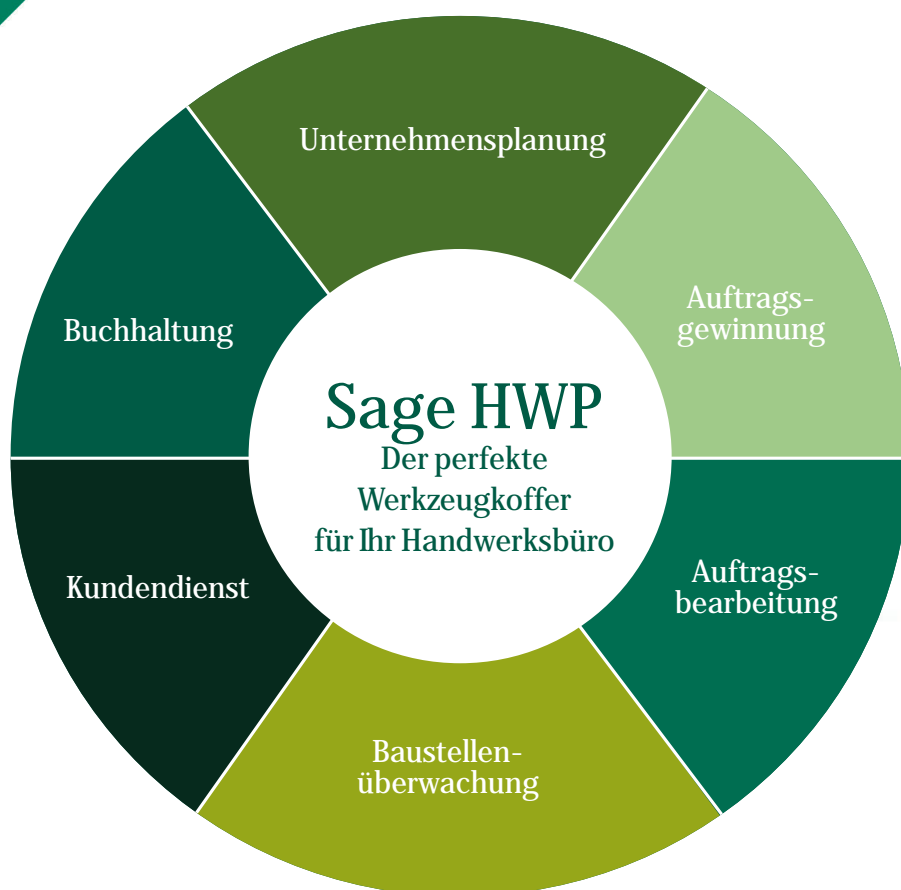 Unternehmensplanung
Auftrags-
gewinnung
Buchhaltung
Sage HWP
Der perfekte
Werkzeugkoffer
für Ihr Handwerksbüro
Auftrags-
bearbeitung
Kundendienst
Baustellen-
überwachung